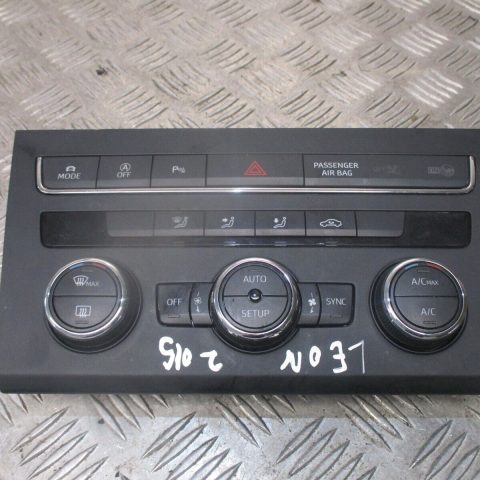 MODE
OFF
P
PASSENGER
AIR BAG
MAX
OFF
AUTO
SETUP
SYNC
A/C MAX
A/C
LEON 2015